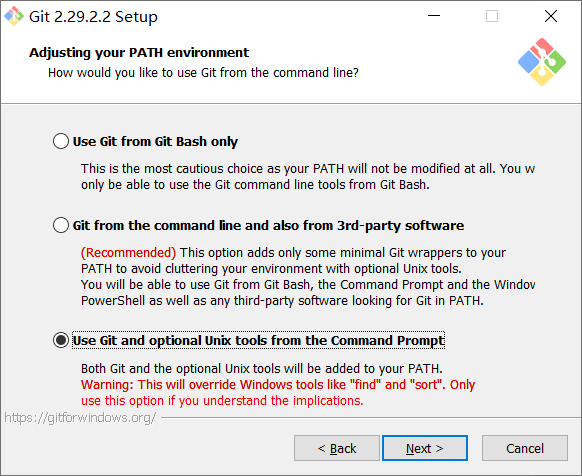 Git 2.29.2.2 Setup
Adjusting your PATH environment
How would you like to use Git from the command line?
Use Git from Git Bash only
This is the most cautious choice as your PATH will not be modified at all. You w
only be able to use the Git command line tools from Git Bash.
Git from the command line and also from 3rd-party software
(Recommended) This option adds only some minimal Git wrappers to your
PATH to avoid cluttering your environment with optional Unix tools.
You will be able to use Git from Git Bash, the Command Prompt and the Window
PowerShell as well as any third-party software looking for Git in PATH.
Use Git and optional Unix tools from the Command Prompt
Both Git and the optional Unix tools will be added to your PATH.
Warning: This will override Windows tools like "find" and "sort". Only
use this option if you understand the implications.
https://gitforwindows.org/
< Back Next > Cancel